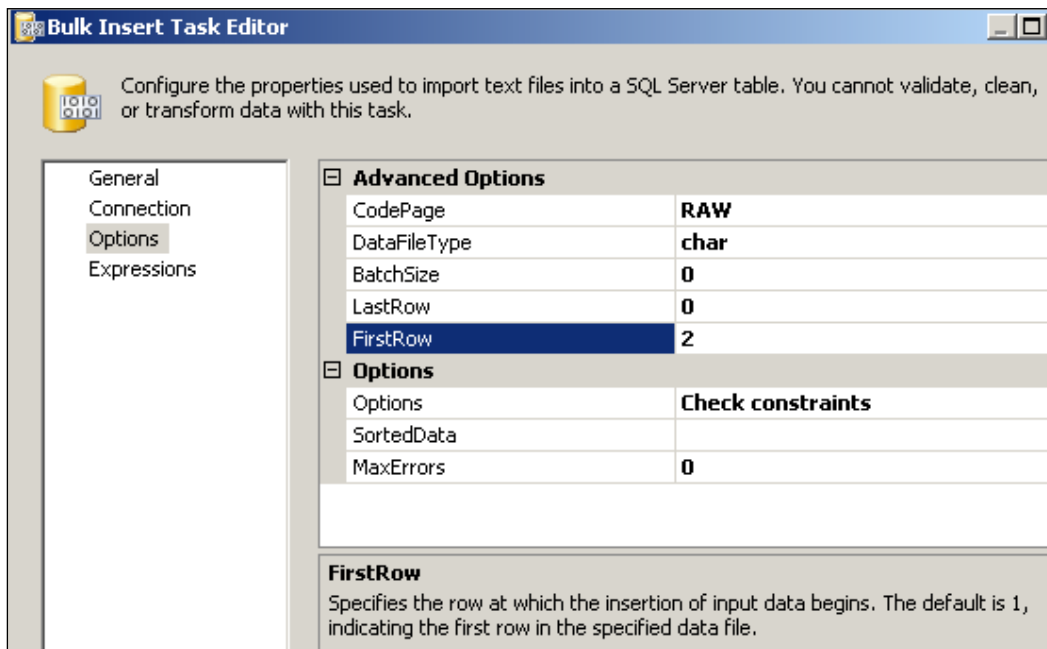 Bulk Insert Task Editor
Configure the properties used to import text files into a SQL Server table. You cannot validate, clean,
or transform data with this task.
General
Connection
Options
Expressions
Advanced Options
CodePage RAW
DataFileType char
BatchSize 0
LastRow 0
FirstRow 2
Options
Options Check constraints
SortedData
MaxErrors 0
FirstRow
Specifies the row at which the insertion of input data begins. The default is 1,
indicating the first row in the specified data file.